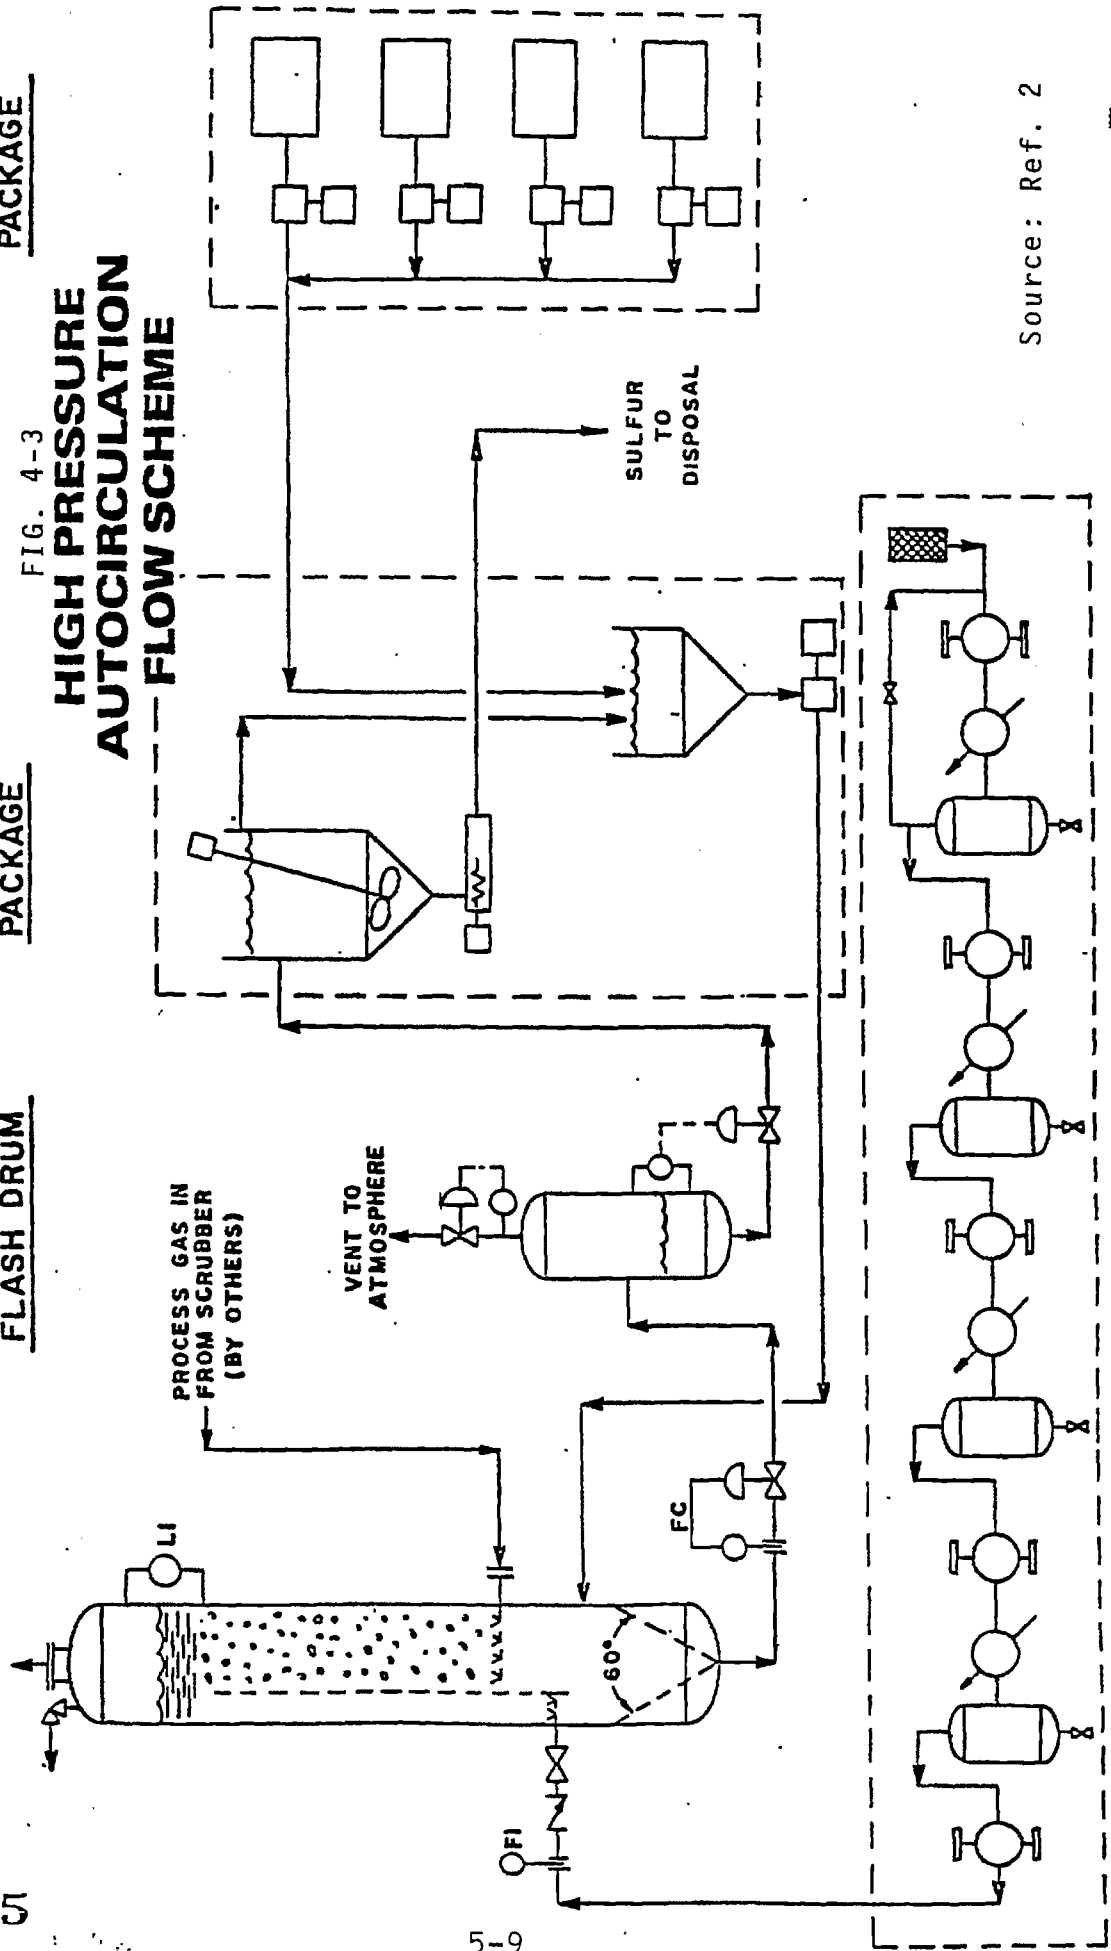 FIG. 4-3
HIGH PRESSURE
AUTOCIRCULATION
FLOW SCHEME
FLASH DRUM
PACKAGE
PACKAGE
LI
PROCESS GAS IN
FROM SCRUBBER
(BY OTHERS)
VENT TO
ATMOSPHERE
SULFUR
TO
DISPOSAL
60°
FC
FI
Source: Ref. 2
5-9